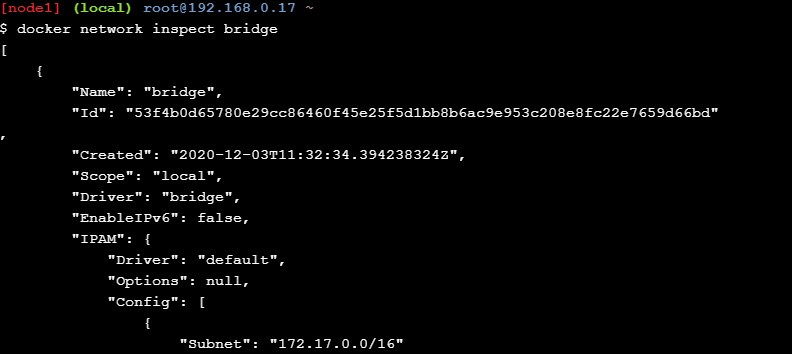 [node1] (local) root@192.168.0.17 ~
$ docker network inspect bridge
[
    {
        "Name": "bridge",
        "Id": "53f4b0d65780e29cc86460f45e25f5d1bb8b6ac9e953c208e8fc22e7659d66bd"
,
        "Created": "2020-12-03T11:32:34.394238324Z",
        "Scope": "local",
        "Driver": "bridge",
        "EnableIPv6": false,
        "IPAM": {
            "Driver": "default",
            "Options": null,
            "Config": [
                {
                    "Subnet": "172.17.0.0/16"